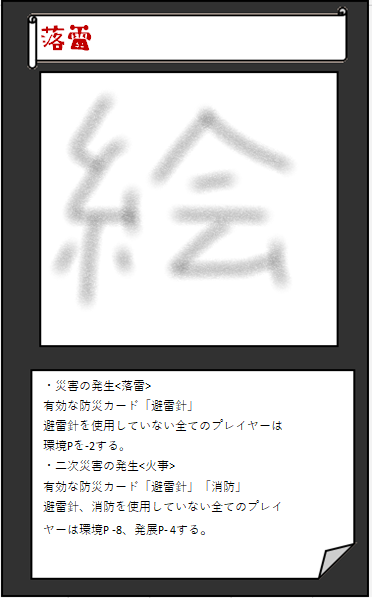 落雷
絵
・災害の発生<落雷>
有効な防災カード「避雷針」
避雷針を使用していない全てのプレイヤーは
環境Pを-2する。
・二次災害の発生<火事>
有効な防災カード「避雷針」「消防」
避雷針、消防を使用していない全てのプレイ
ヤーは環境P -8、発展P- 4する。